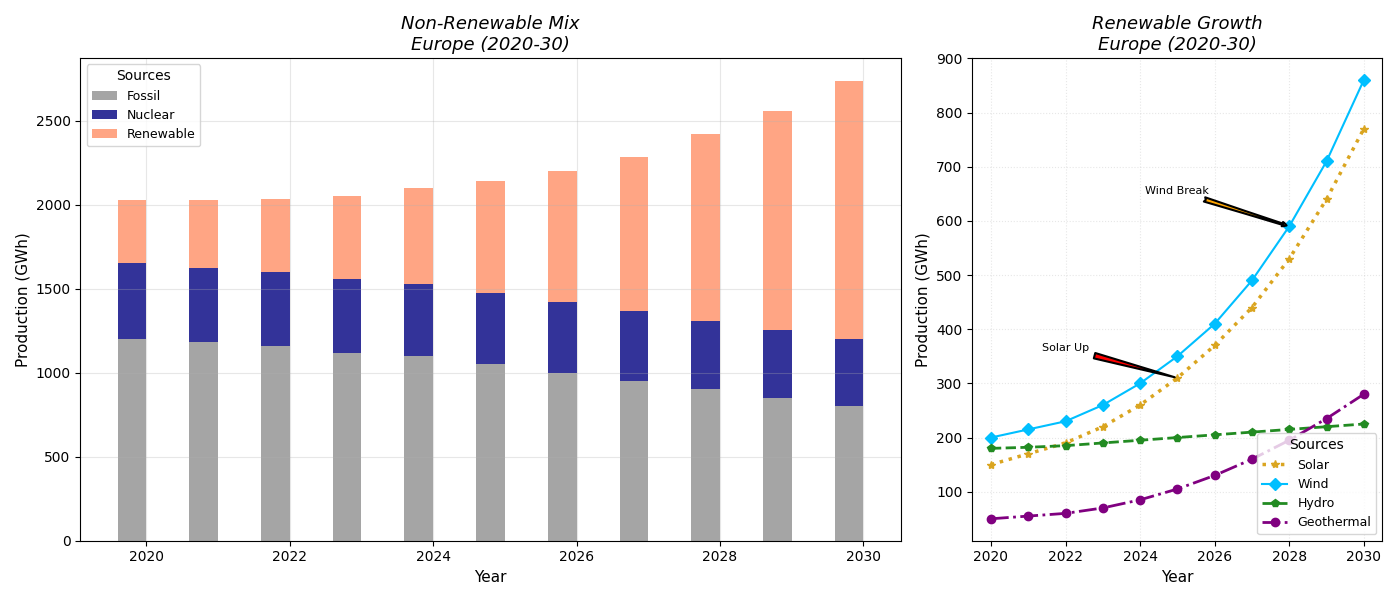 Non-Renewable Mix
Europe (2020-30)
Production (GWh)
2500
2000
1500
1000
500
0
Sources
Fossil
Nuclear
Renewable
2020 2022 2024 2026 2028 2030
Year
Renewable Growth
Europe (2020-30)
Production (GWh)
900
800
700
600
500
400
300
200
100
Wind Break
Solar Up
Sources
Solar
Wind
Hydro
Geothermal
2020 2022 2024 2026 2028 2030
Year